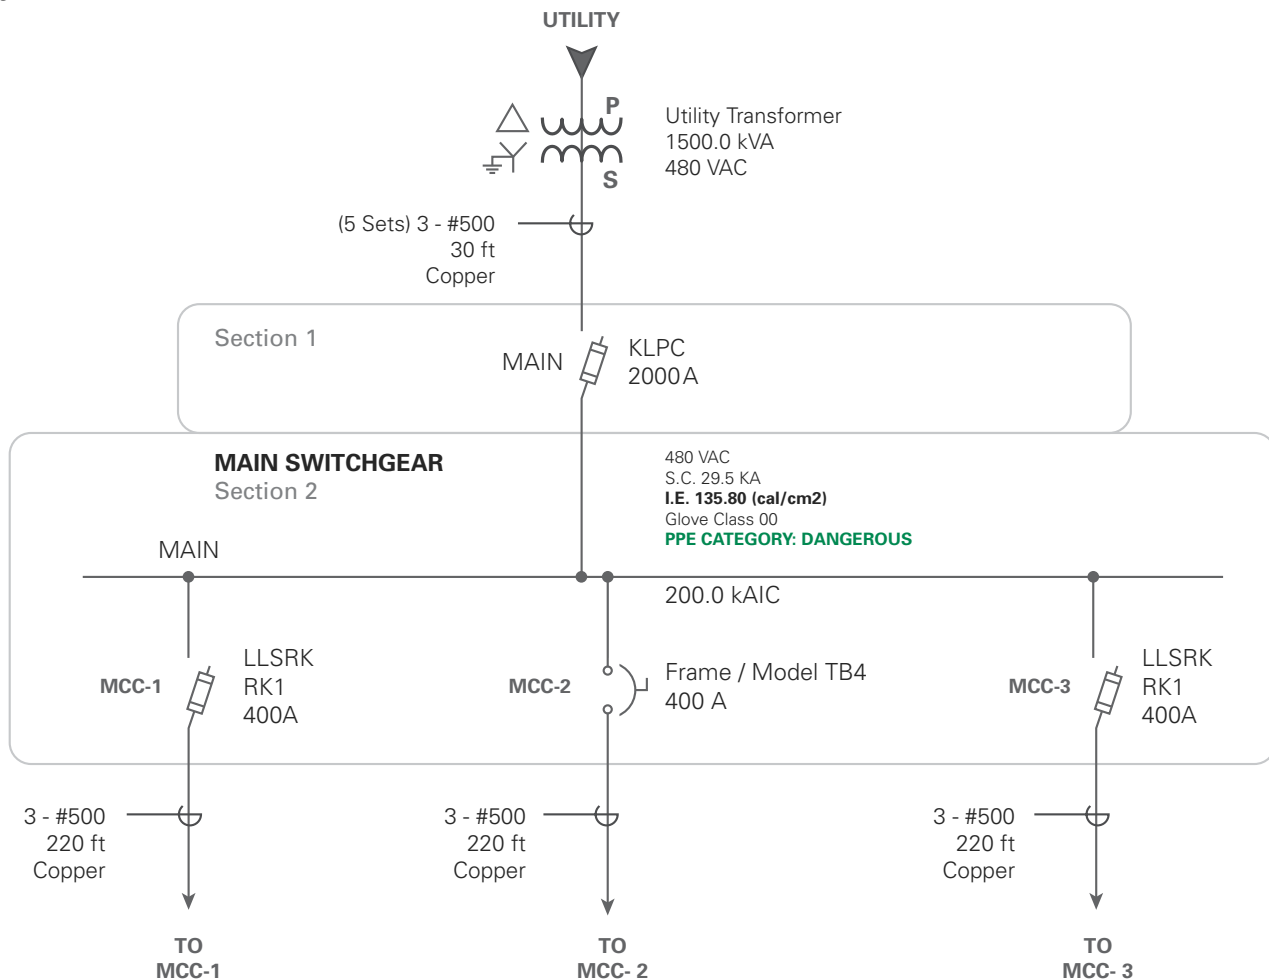 UTILITY
P
S
Utility Transformer
1500.0 kVA
480 VAC
(5 Sets) 3 - #500
30 ft
Copper
Section 1
MAIN
KLPC
2000A
MAIN SWITCHGEAR
Section 2
480 VAC
S.C. 29.5 KA
I.E. 135.80 (cal/cm2)
Glove Class 00
PPE CATEGORY: DANGEROUS
MAIN
200.0 kAIC
MCC-1
LLSRK
RK1
400A
MCC-2
Frame / Model TB4
400 A
MCC-3
LLSRK
RK1
400A
3 - #500
220 ft
Copper
3 - #500
220 ft
Copper
3 - #500
220 ft
Copper
TO
MCC-1
TO
MCC- 2
TO
MCC- 3